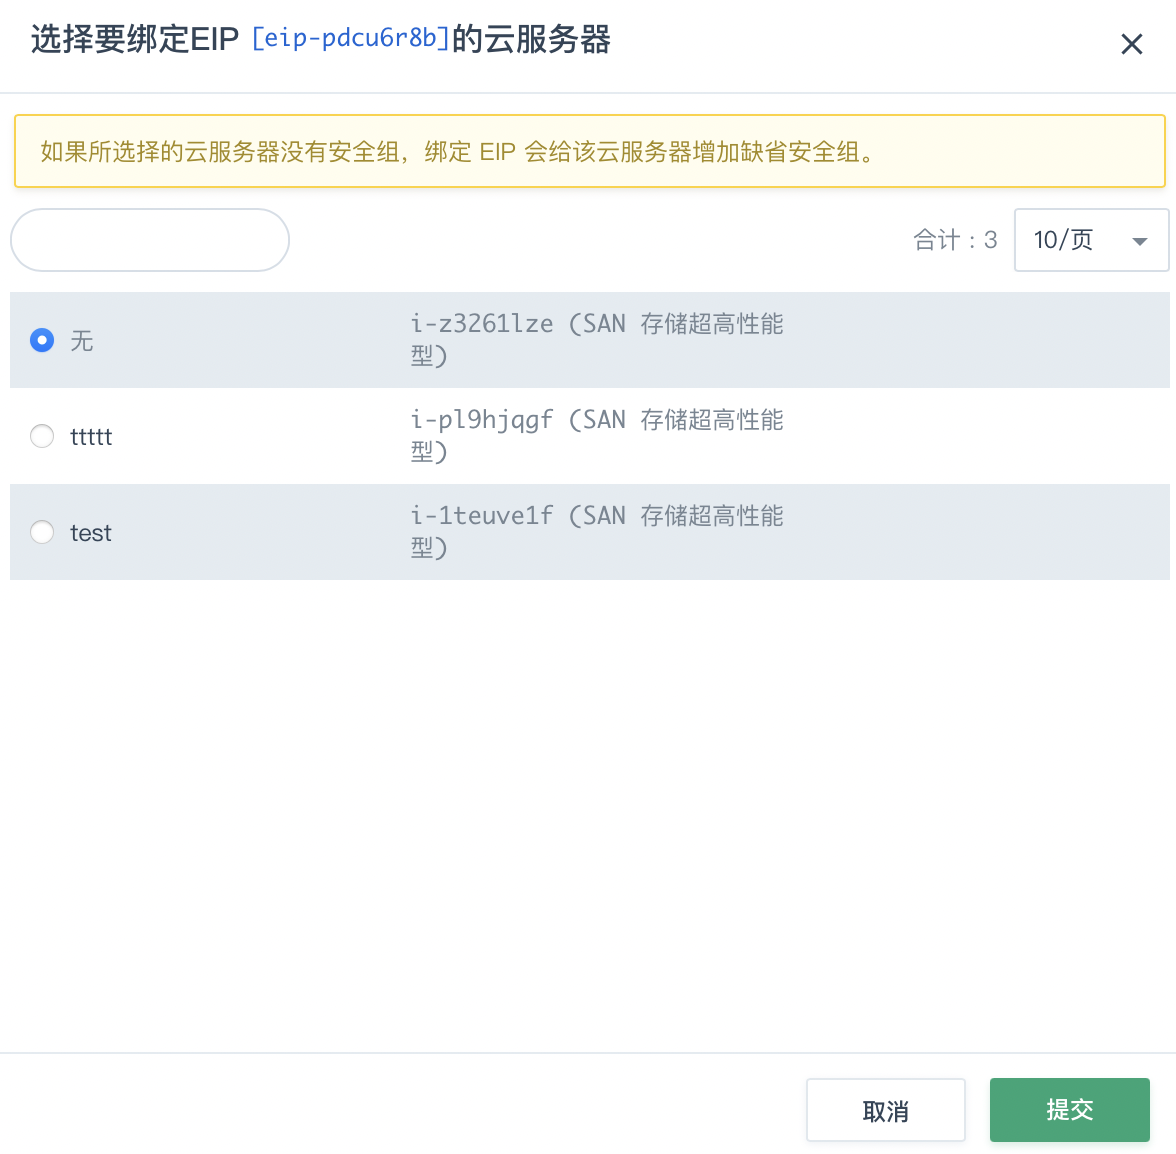 选择要绑定EIP [eip-pdcu6r8b]的云服务器
如果所选择的云服务器没有安全组，绑定 EIP 会给该云服务器增加缺省安全组。
合计：3 10/页
无 i-z3261lze (SAN 存储超高性能
型)
ttttt i-pl9hjqgf (SAN 存储超高性能
型)
test i-1teuve1f (SAN 存储超高性能
型)
取消 提交